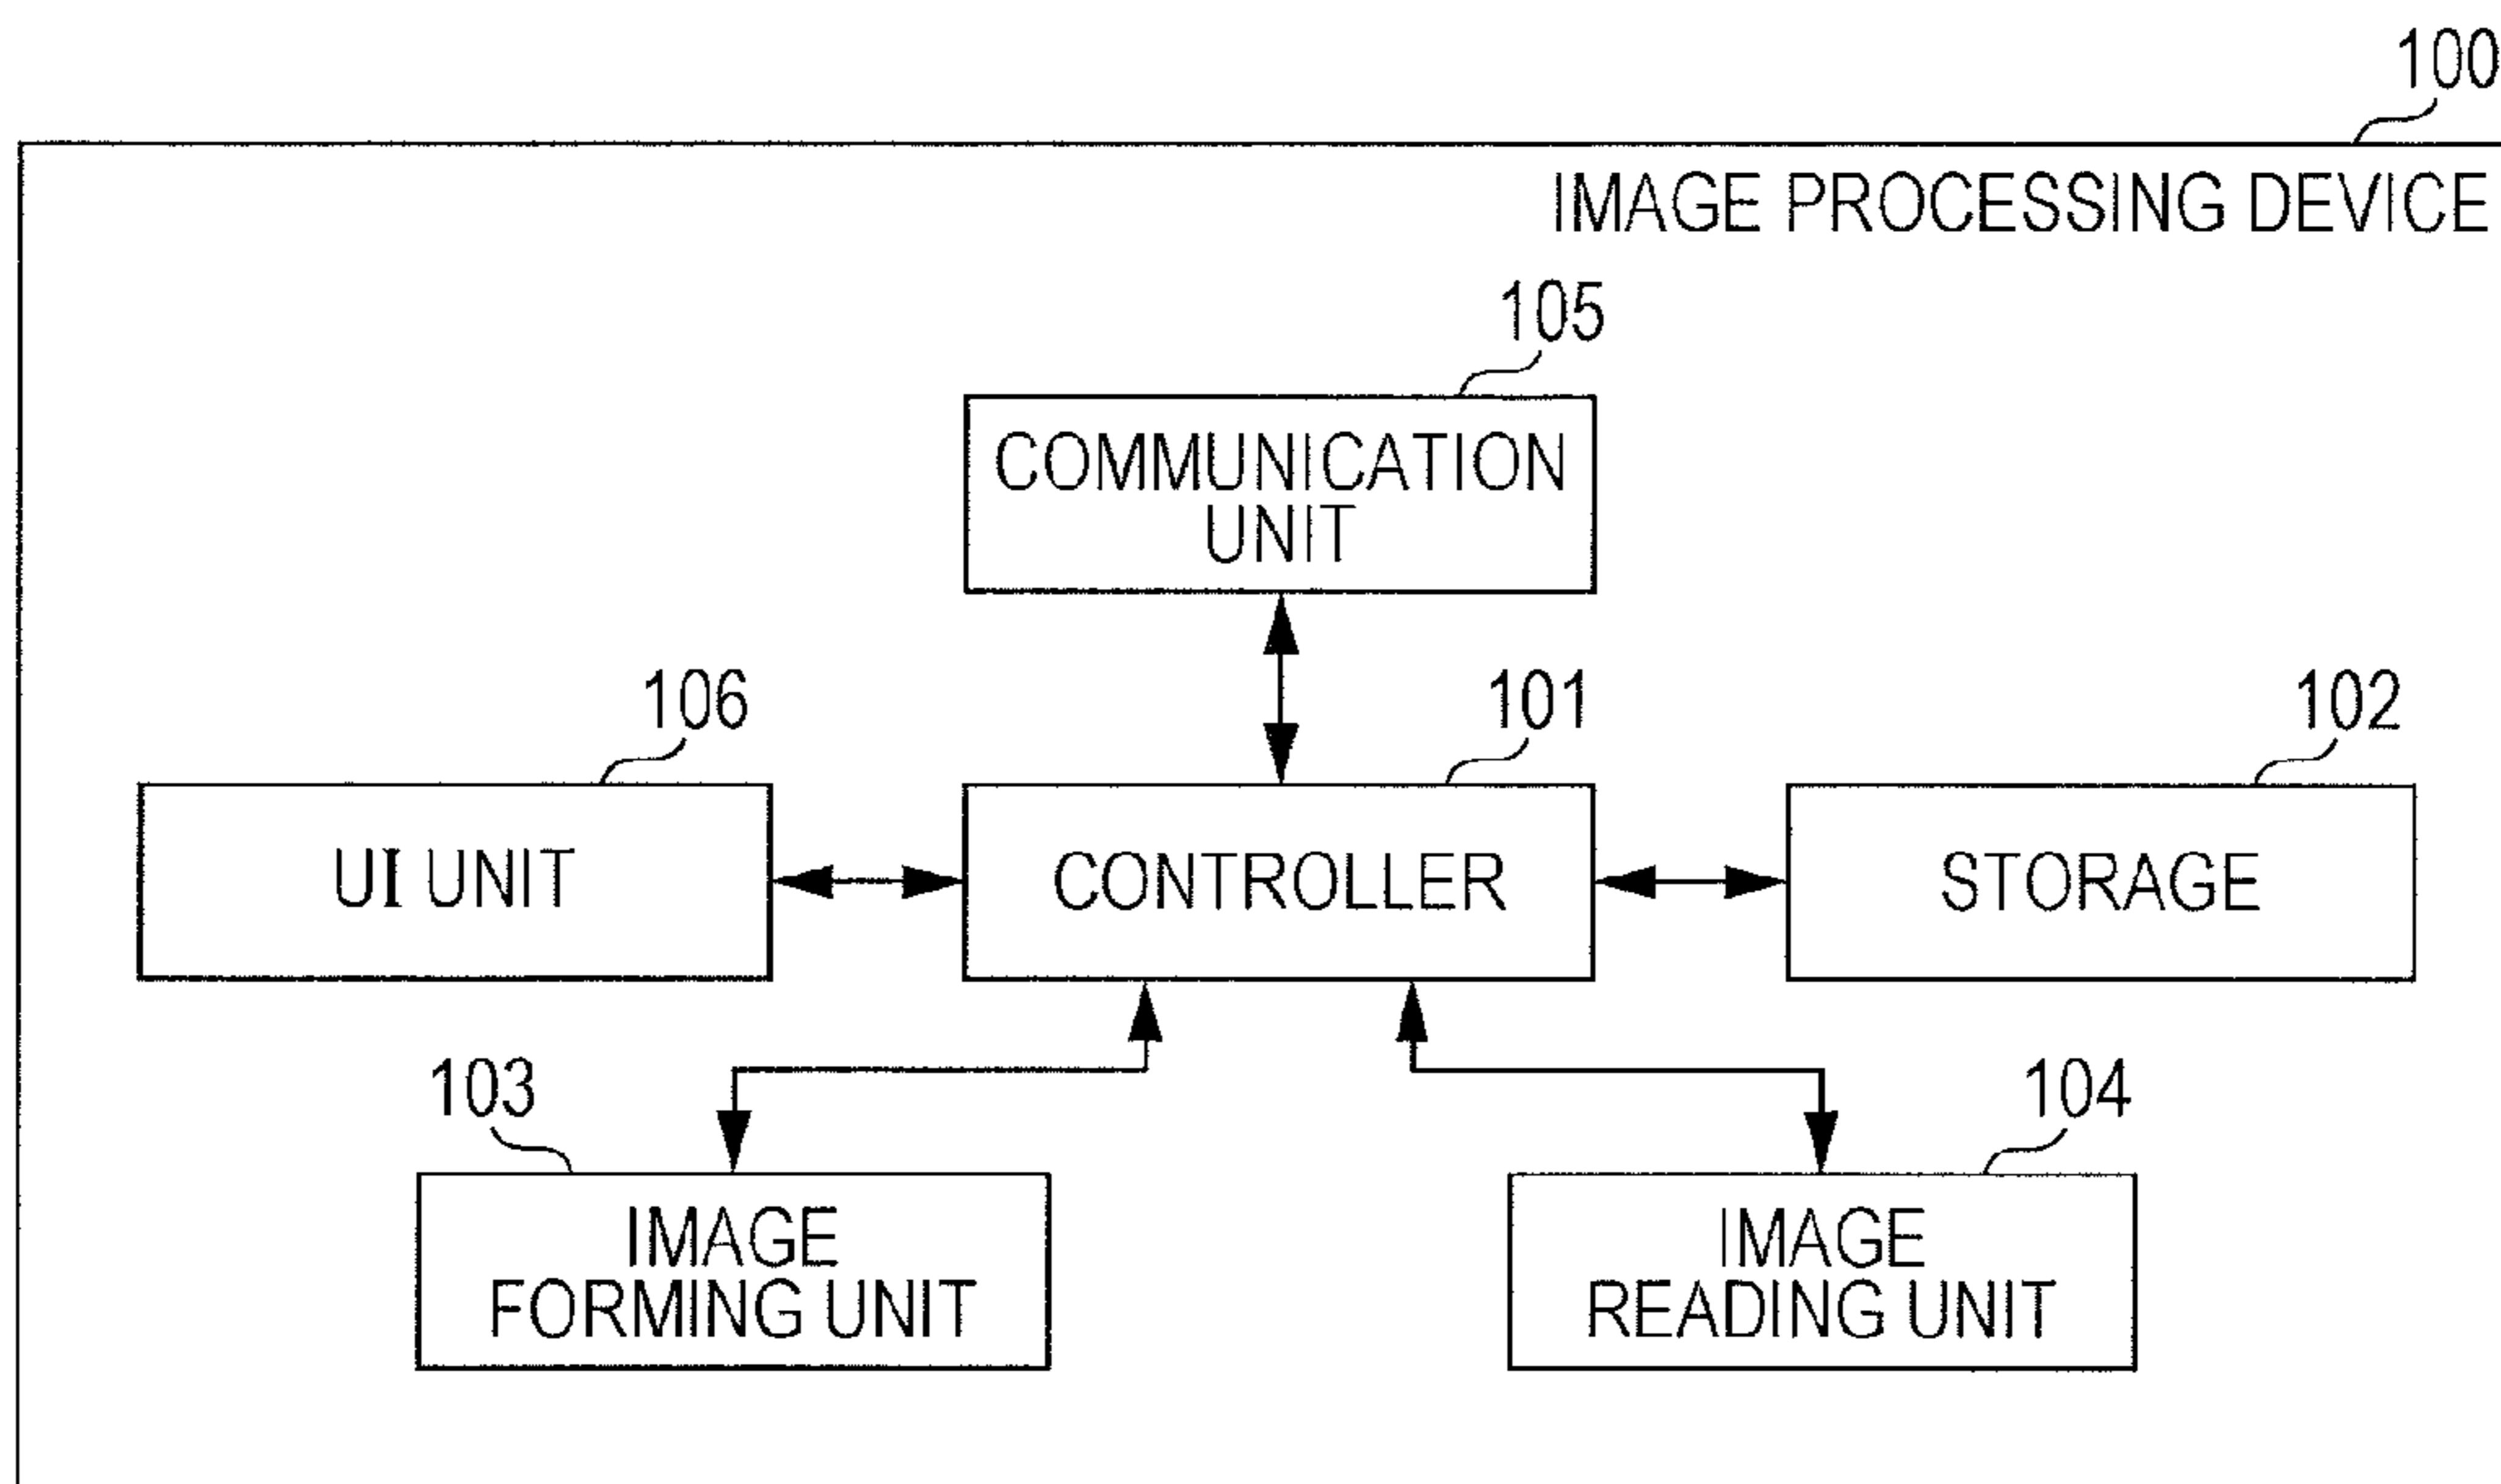 100
IMAGE PROCESSING DEVICE
105
COMMUNICATION
UNIT
106
101
102
UI UNIT
CONTROLLER
STORAGE
103
104
IMAGE
FORMING UNIT
IMAGE
READING UNIT